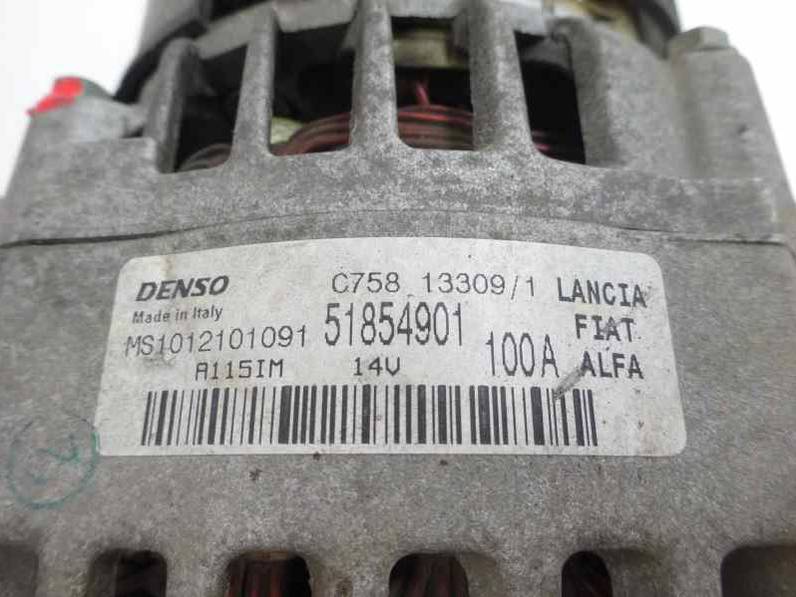 DENSO C758 13309/1 LANCIA
Made in Italy 51854901 FIAT
MS1012101091 100A ALFA
A115IM 14V